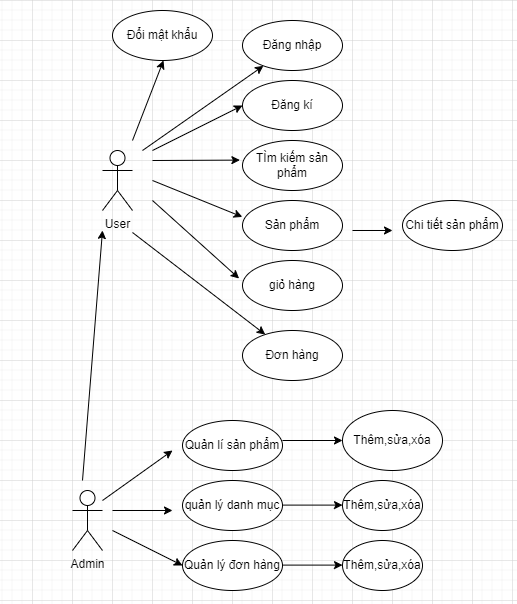 Đổi mật khẩu
Đăng nhập
Đăng kí
TÌm kiếm sản
phẩm
User
Sản phẩm
Chi tiết sản phẩm
giỏ hàng
Đơn hàng
Quản lí sản phẩm
Thêm,sửa,xóa
quản lý danh mục
Thêm,sửa,xóa
Admin
Quản lý đơn hàng
Thêm,sửa,xóa